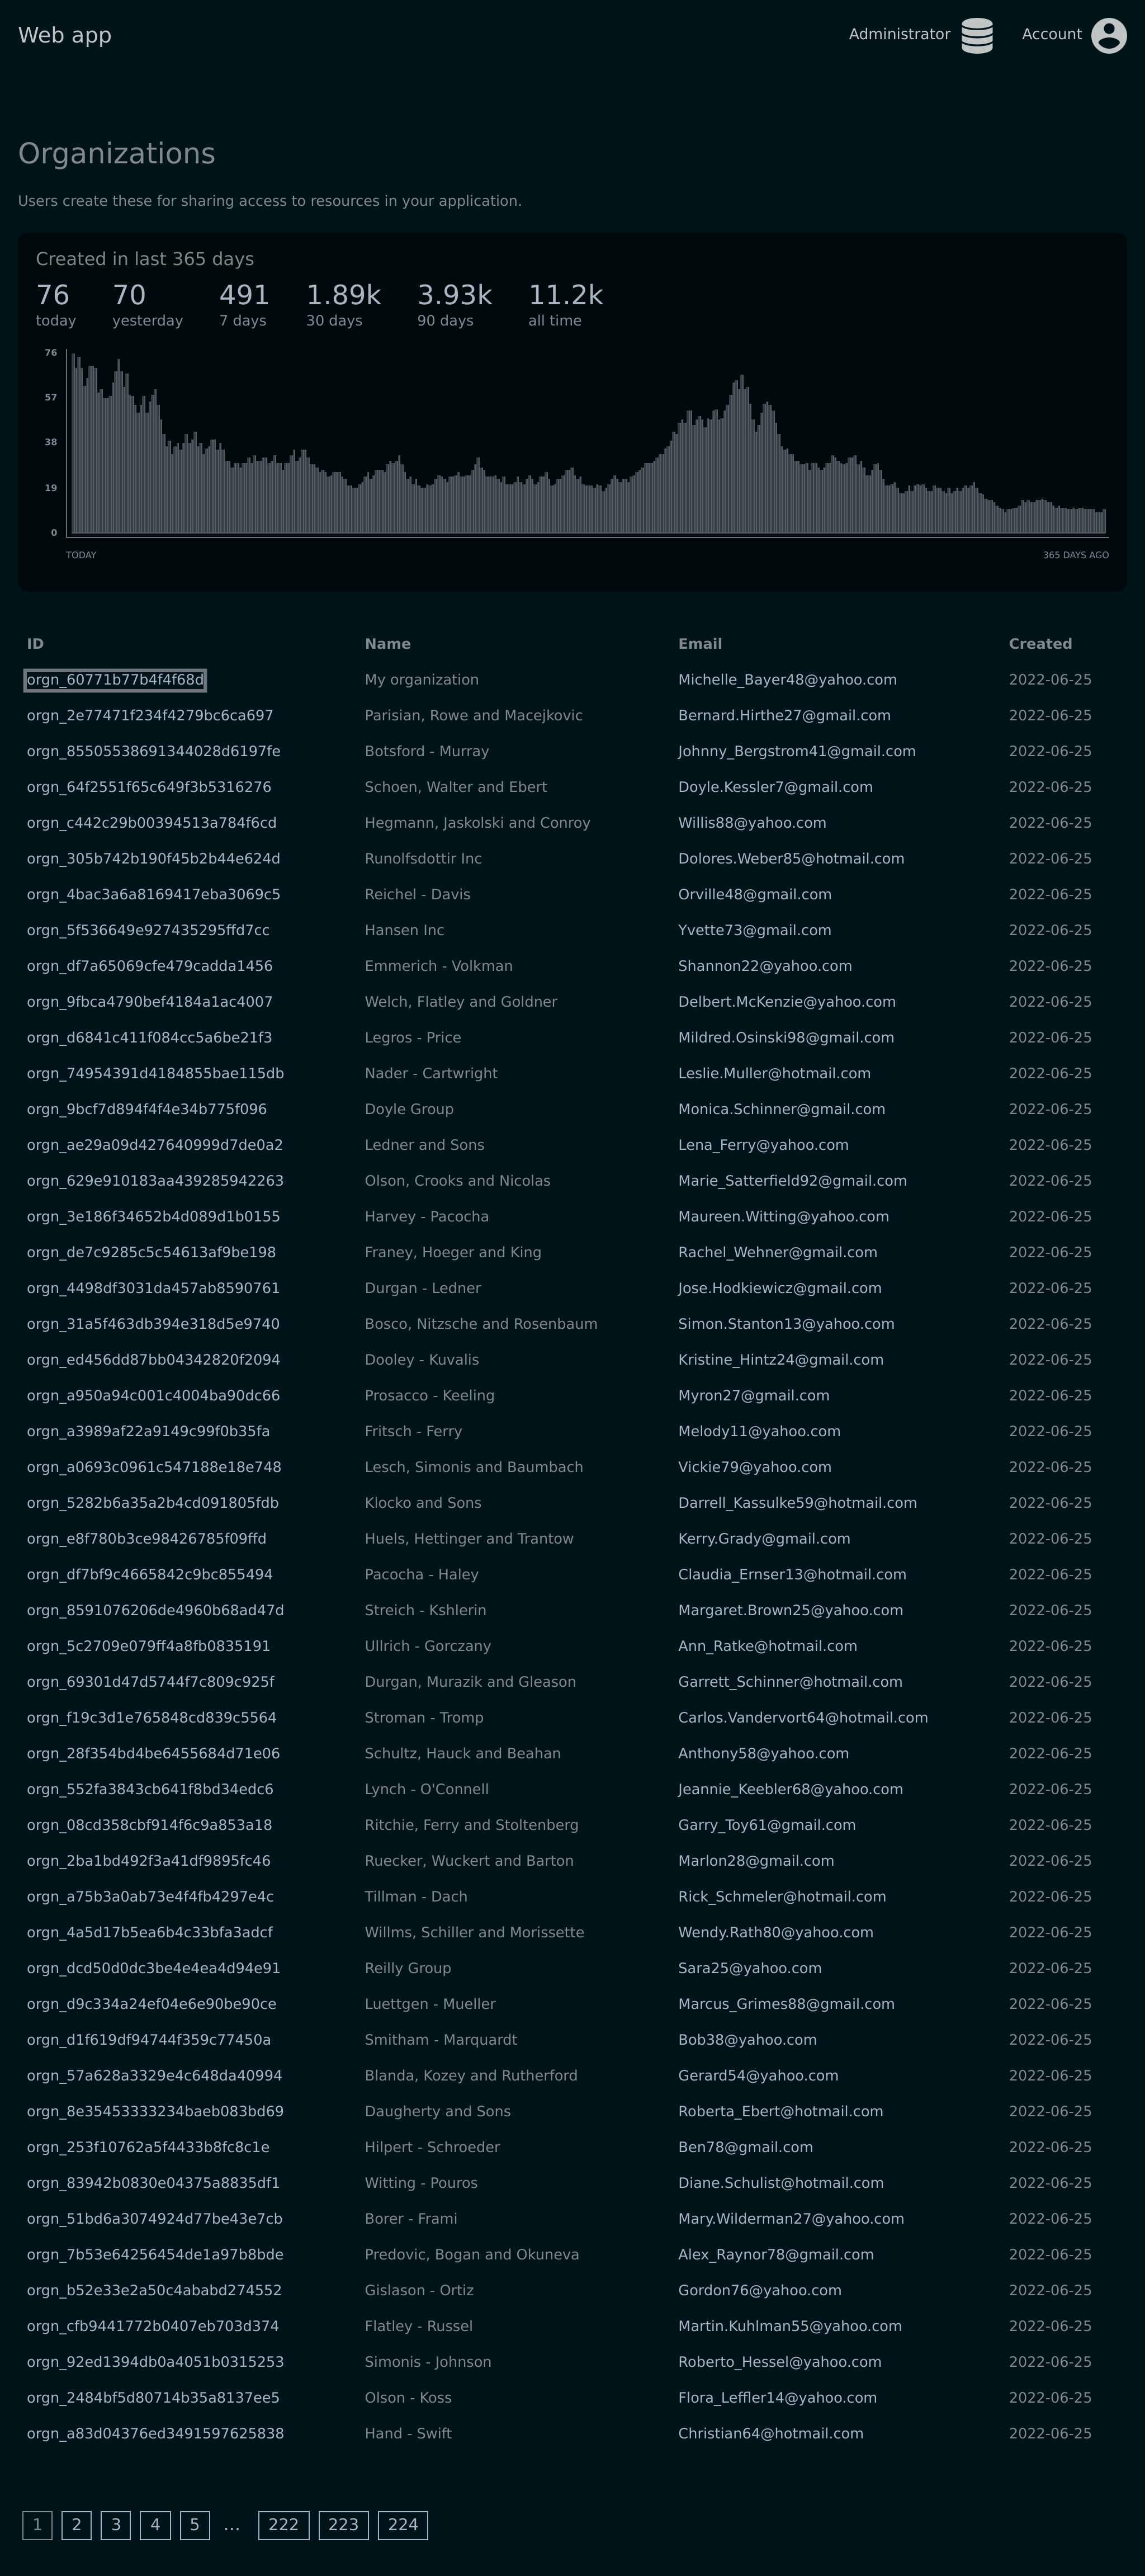 Web app
Administrator
Account
Organizations
Users create these for sharing access to resources in your application.
Created in last 365 days
76 70 491 1.89k 3.93k 11.2k
today yesterday 7 days 30 days 90 days all time
76
57
38
19
0
TODAY 365 DAYS AGO
ID Name Email Created
orgn_60771b77b4f4f68d My organization Michelle_Bayer48@yahoo.com 2022-06-25
orgn_2e77471f234f4279bc6ca697 Parisian, Rowe and Macejkovic Bernard.Hirthe27@gmail.com 2022-06-25
orgn_85505538691344028d6197fe Botsford - Murray Johnny_Bergstrom41@gmail.com 2022-06-25
orgn_64f2551f65c649f3b5316276 Schoen, Walter and Ebert Doyle.Kessler7@gmail.com 2022-06-25
orgn_c442c29b00394513a784f6cd Hegmann, Jaskolski and Conroy Willis88@yahoo.com 2022-06-25
orgn_305b742b190f45b2b44e624d Runolfsdottir Inc Dolores.Weber85@hotmail.com 2022-06-25
orgn_4bac3a6a8169417eba3069c5 Reichel - Davis Orville48@gmail.com 2022-06-25
orgn_5f536649e927435295ffd7cc Hansen Inc Yvette73@gmail.com 2022-06-25
orgn_df7a65069cfe479cadda1456 Emmerich - Volkman Shannon22@yahoo.com 2022-06-25
orgn_9fbca4790bef4184a1ac4007 Welch, Flatley and Goldner Delbert.McKenzie@yahoo.com 2022-06-25
orgn_d6841c411f084cc5a6be21f3 Legros - Price Mildred.Osinski98@gmail.com 2022-06-25
orgn_74954391d4184855bae115db Nader - Cartwright Leslie.Muller@hotmail.com 2022-06-25
orgn_9bcf7d894f4f4e34b775f096 Doyle Group Monica.Schinner@gmail.com 2022-06-25
orgn_ae29a09d427640999d7de0a2 Ledner and Sons Lena_Ferry@yahoo.com 2022-06-25
orgn_629e910183aa439285942263 Olson, Crooks and Nicolas Marie_Satterfield92@gmail.com 2022-06-25
orgn_3e186f34652b4d089d1b0155 Harvey - Pacocha Maureen.Witting@yahoo.com 2022-06-25
orgn_de7c9285c5c54613af9be198 Franey, Hoeger and King Rachel_Wehner@gmail.com 2022-06-25
orgn_4498df3031da457ab8590761 Durgan - Ledner Jose.Hodkiewicz@gmail.com 2022-06-25
orgn_31a5f463db394e318d5e9740 Bosco, Nitzsche and Rosenbaum Simon.Stanton13@yahoo.com 2022-06-25
orgn_ed456dd87bb04342820f2094 Dooley - Kuvalis Kristine_Hintz24@gmail.com 2022-06-25
orgn_a950a94c001c4004ba90dc66 Prosacco - Keeling Myron27@gmail.com 2022-06-25
orgn_a3989af22a9149c99f0b35fa Fritsch - Ferry Melody11@yahoo.com 2022-06-25
orgn_a0693c0961c547188e18e748 Lesch, Simonis and Baumbach Vickie79@yahoo.com 2022-06-25
orgn_5282b6a35a2b4cd091805fdb Klocko and Sons Darrell_Kassulke59@hotmail.com 2022-06-25
orgn_e8f780b3ce98426785f09ffd Huels, Hettinger and Trantow Kerry.Grady@gmail.com 2022-06-25
orgn_df7bf9c4665842c9bc855494 Pacocha - Haley Claudia_Ernser13@hotmail.com 2022-06-25
orgn_8591076206de4960b68ad47d Streich - Kshlerin Margaret.Brown25@yahoo.com 2022-06-25
orgn_5c2709e079ff4a8fb0835191 Ullrich - Gorczany Ann_Ratke@hotmail.com 2022-06-25
orgn_69301d47d5744f7c809c925f Durgan, Murazik and Gleason Garrett_Schinner@hotmail.com 2022-06-25
orgn_f19c3d1e765848cd839c5564 Stroman - Tromp Carlos.Vandervort64@hotmail.com 2022-06-25
orgn_28f354bd4be6455684d71e06 Schultz, Hauck and Beahan Anthony58@yahoo.com 2022-06-25
orgn_552fa3843cb641f8bd34edc6 Lynch - O'Connell Jeannie_Keebler68@yahoo.com 2022-06-25
orgn_08cd358cbf914f6c9a853a18 Ritchie, Ferry and Stoltenberg Garry_Toy61@gmail.com 2022-06-25
orgn_2ba1bd492f3a41df9895fc46 Ruecker, Wuckert and Barton Marlon28@gmail.com 2022-06-25
orgn_a75b3a0ab73e4f4fb4297e4c Tillman - Dach Rick_Schmeler@hotmail.com 2022-06-25
orgn_4a5d17b5ea6b4c33bfa3adcf Willms, Schiller and Morissette Wendy.Rath80@yahoo.com 2022-06-25
orgn_dcd50d0dc3be4e4ea4d94e91 Reilly Group Sara25@yahoo.com 2022-06-25
orgn_d9c334a24ef04e6e90be90ce Luettgen - Mueller Marcus_Grimes88@gmail.com 2022-06-25
orgn_d1f619df94744f359c77450a Smitham - Marquardt Bob38@yahoo.com 2022-06-25
orgn_57a628a3329e4c648da40994 Blanda, Kozey and Rutherford Gerard54@yahoo.com 2022-06-25
orgn_8e35453333234baeb083bd69 Daugherty and Sons Roberta_Ebert@hotmail.com 2022-06-25
orgn_253f10762a5f4433b8fc8c1e Hilpert - Schroeder Ben78@gmail.com 2022-06-25
orgn_83942b0830e04375a8835df1 Witting - Pouros Diane.Schulist@hotmail.com 2022-06-25
orgn_51bd6a3074924d77be43e7cb Borer - Frami Mary.Wilderman27@yahoo.com 2022-06-25
orgn_7b53e64256454de1a97b8bde Predovic, Bogan and Okuneva Alex_Raynor78@gmail.com 2022-06-25
orgn_b52e33e2a50c4ababd274552 Gislason - Ortiz Gordon76@yahoo.com 2022-06-25
orgn_cfb9441772b0407eb703d374 Flatley - Russel Martin.Kuhlman55@yahoo.com 2022-06-25
orgn_92ed1394db0a4051b0315253 Simonis - Johnson Roberto_Hessel@yahoo.com 2022-06-25
orgn_2484bf5d80714b35a8137ee5 Olson - Koss Flora_Leffler14@yahoo.com 2022-06-25
orgn_a83d04376ed3491597625838 Hand - Swift Christian64@hotmail.com 2022-06-25
1 2 3 4 5 ... 222 223 224